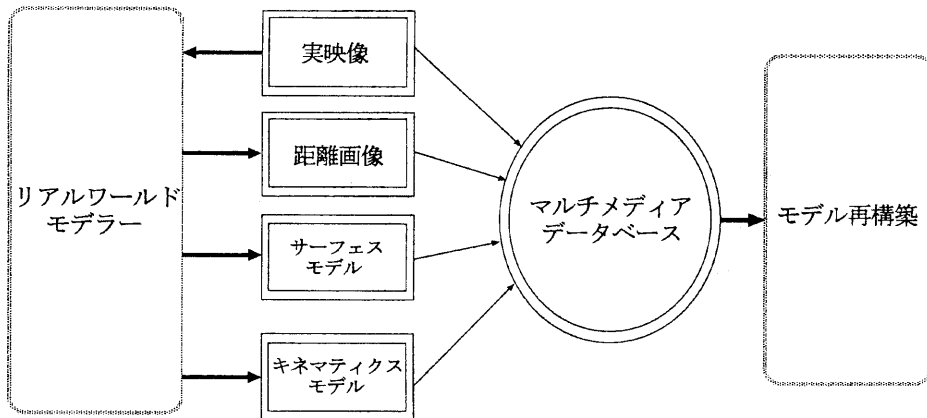 実映像
距離画像
リアルワールド
モデラー
サーフェス
モデル
キネマティクス
モデル
マルチメディア
データベース
モデル再構築